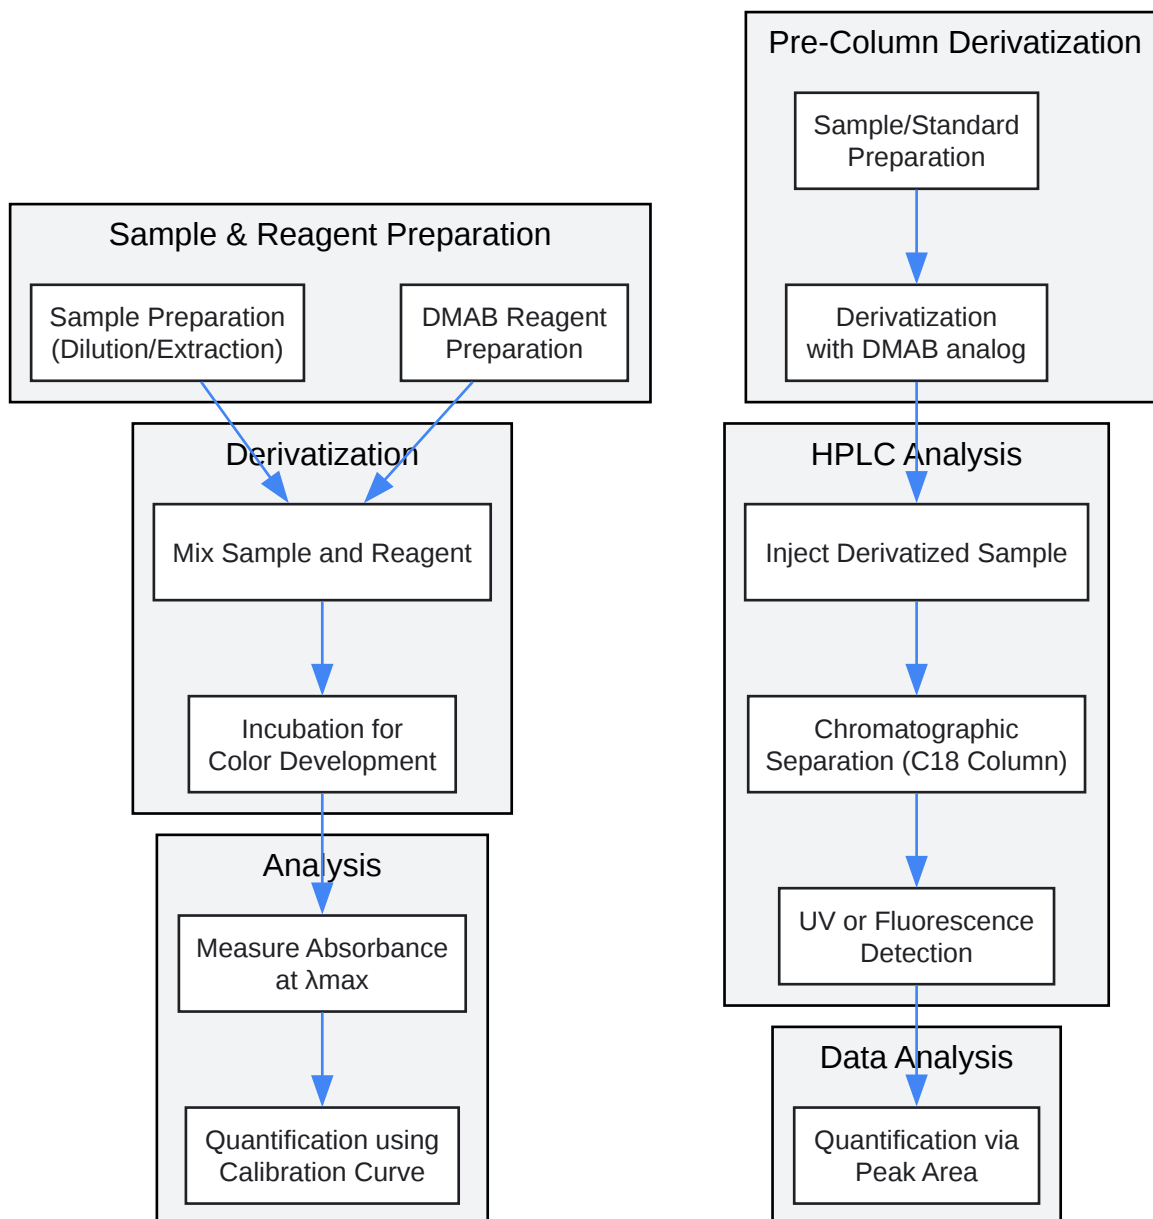 Sample & Reagent Preparation
Sample Preparation
(Dilution/Extraction)
DMAB Reagent
Preparation
Derivatization
Mix Sample and Reagent
Incubation for
Color Development
Analysis
Measure Absorbance
at λmax
Quantification using
Calibration Curve
Pre-Column Derivatization
Sample/Standard
Preparation
Derivatization
with DMAB analog
HPLC Analysis
Inject Derivatized Sample
Chromatographic
Separation (C18 Column)
UV or Fluorescence
Detection
Data Analysis
Quantification via
Peak Area